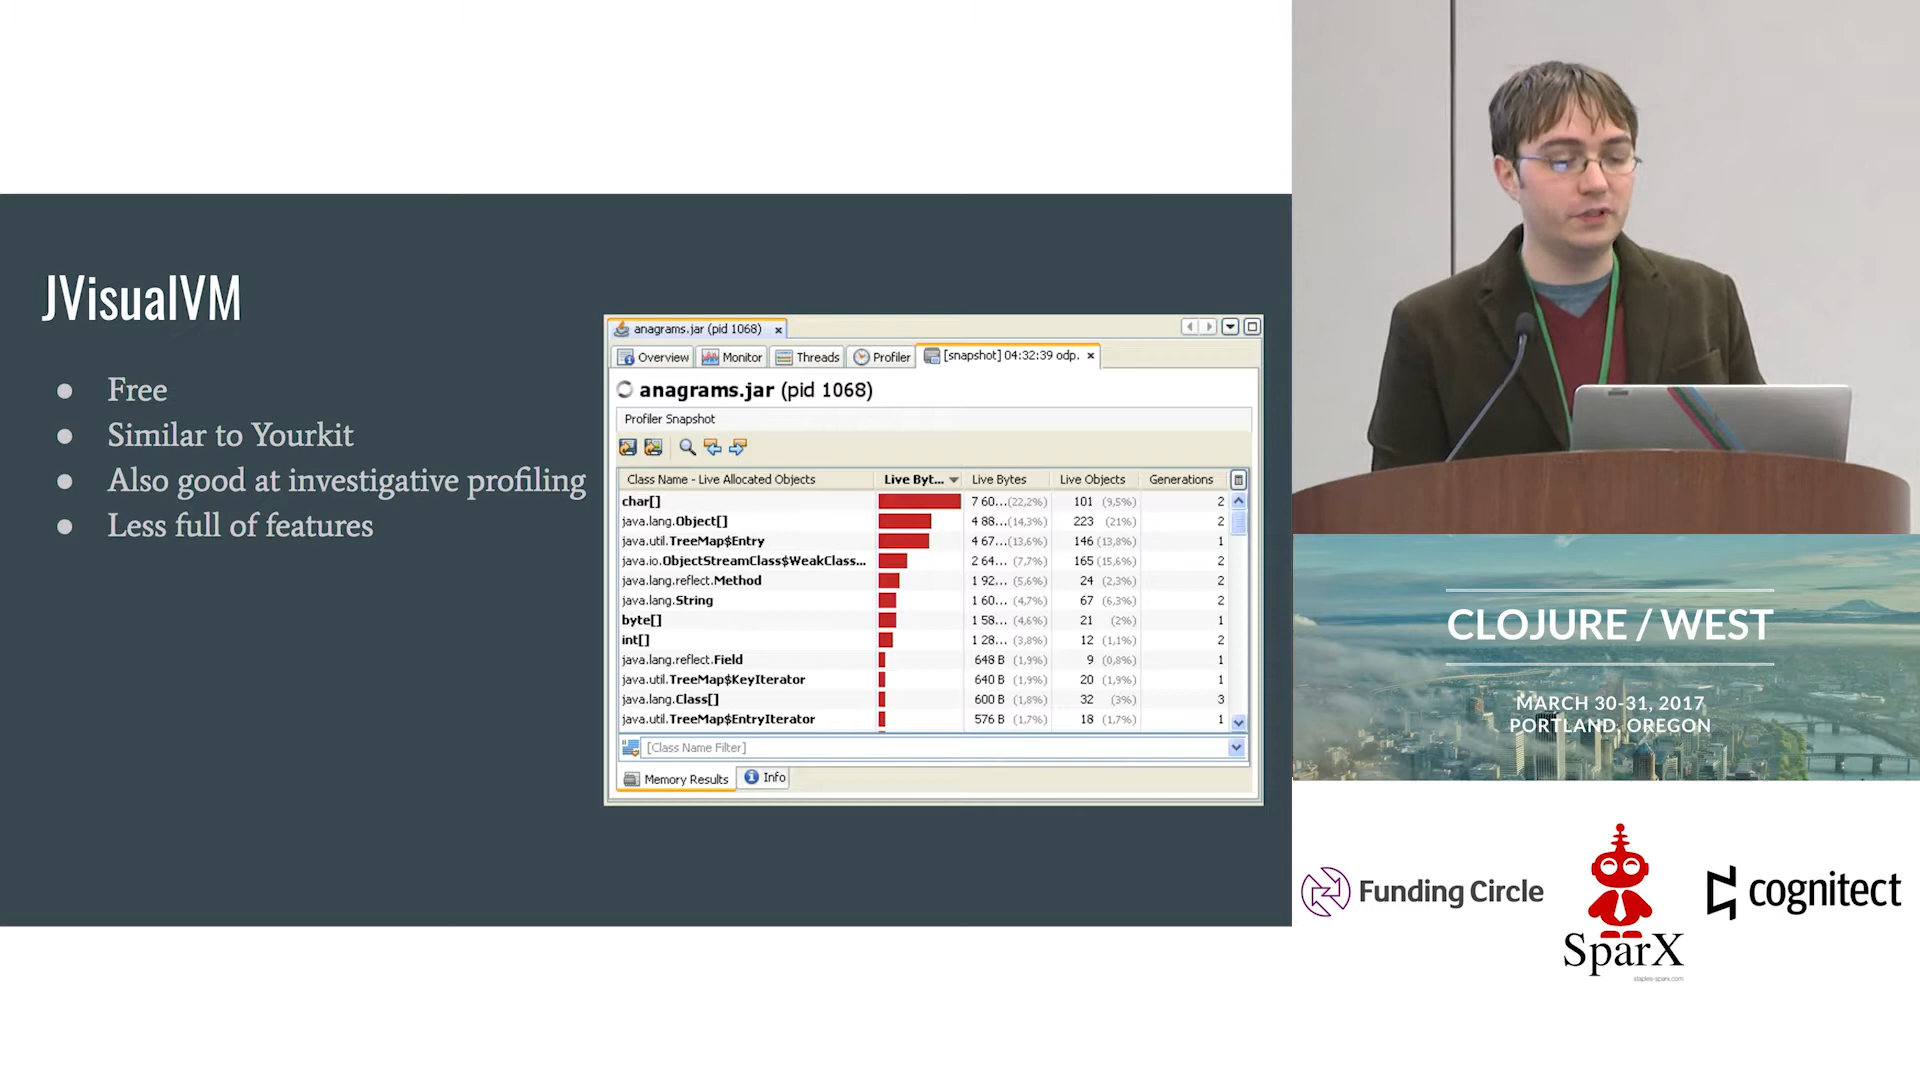 JVisualVM
Free
Similar to Yourkit
Also good at investigative profiling
Less full of features
anagrams.jar (pid 1068)
Overview Monitor Threads Profiler [snapshot] 04:32:39 odp.
anagrams.jar (pid 1068)
Profiler Snapshot
Class Name - Live Allocated Objects Live Byt... Live Bytes Live Objects Generations
char[] 7 60... (22,2%) 101 (9,5%) 2
java.lang.Object[] 4 88... (14,3%) 223 (21%) 2
java.util.TreeMap$Entry 4 67... (13,6%) 146 (13,8%) 1
java.io.ObjectStreamClass$WeakClass... 2 64... (7,7%) 165 (15,6%) 2
java.lang.reflect.Method 1 92... (5,6%) 24 (2,3%) 1
java.lang.String 1 60... (4,7%) 67 (6,3%) 2
byte[] 1 58... (4,6%) 21 (2%) 1
int[] 1 28... (3,8%) 12 (1,1%) 2
java.lang.reflect.Field 648 B (1,9%) 9 (0,8%) 1
java.util.TreeMap$KeyIterator 640 B (1,9%) 20 (1,9%) 1
java.lang.Class[] 600 B (1,8%) 32 (3%) 3
java.util.TreeMap$EntryIterator 576 B (1,7%) 18 (1,7%) 1
[Class Name Filter]
Memory Results Info
CLOJURE / WEST
MARCH 30-31, 2017
PORTLAND, OREGON
Funding Circle
SparX
staples-sparx.com
cognitect